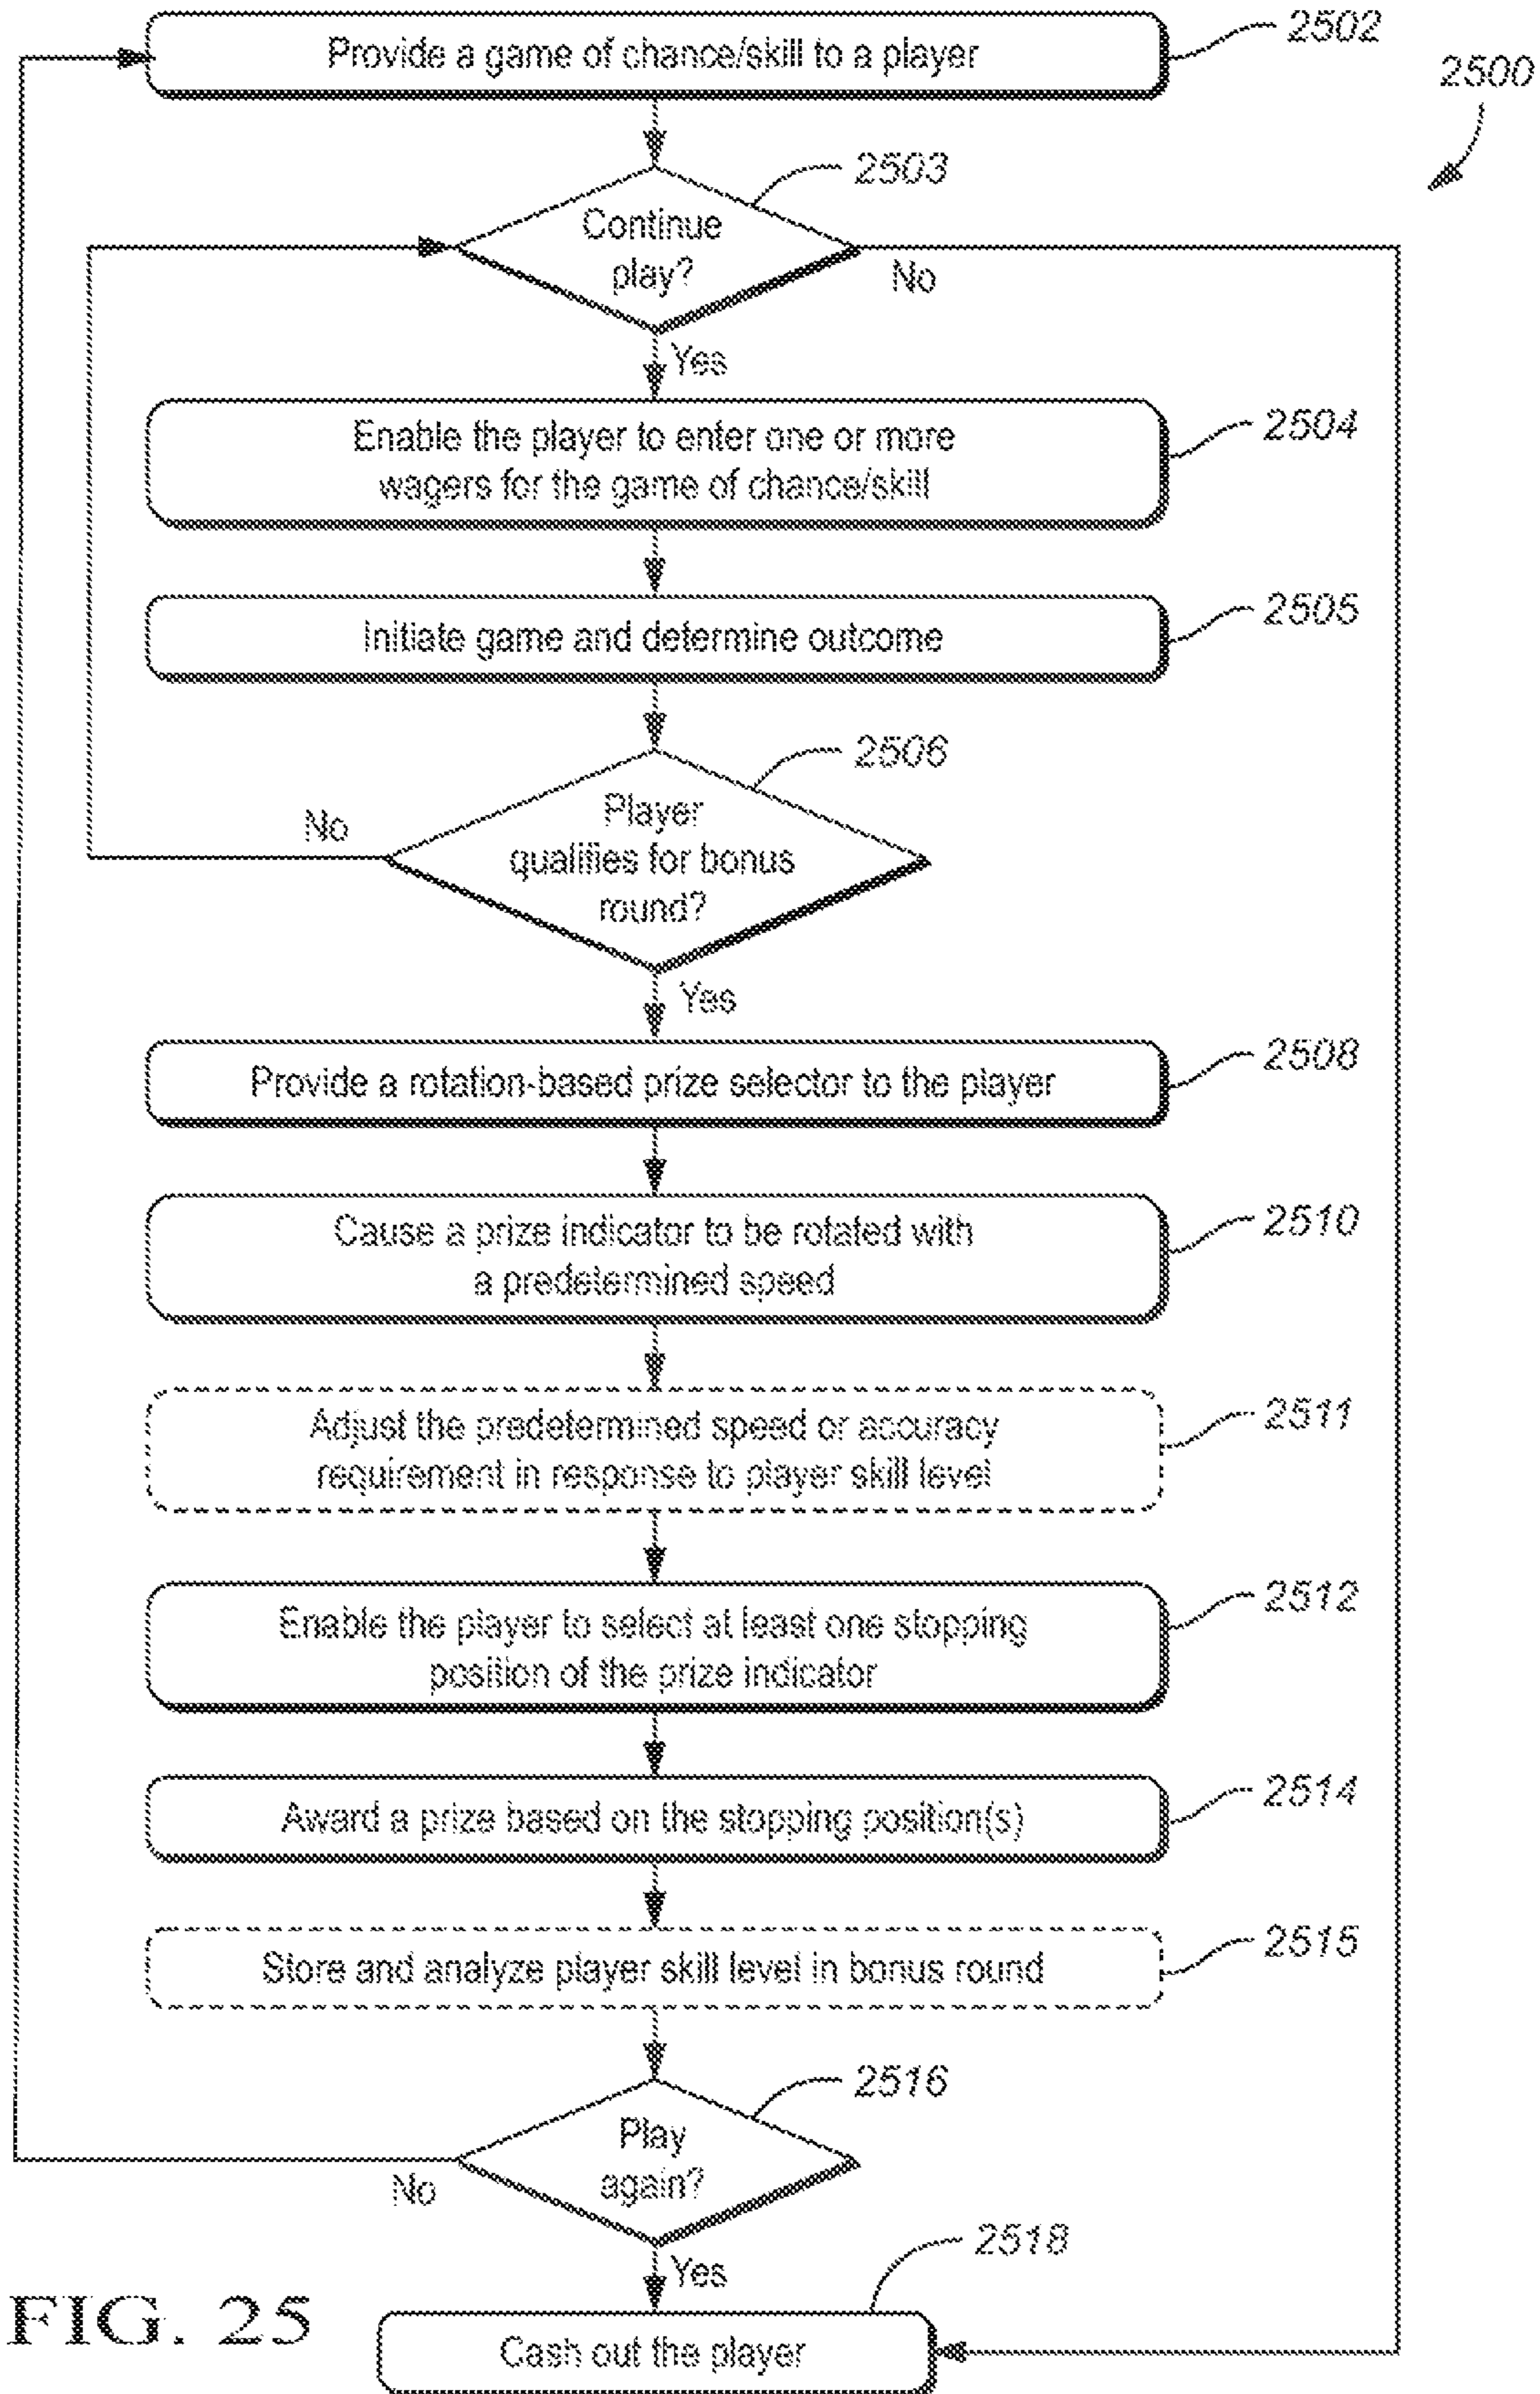 Provide a game of chance/skill to a player
2502
2500
2503
Continue
play?
No
Yes
Enable the player to enter one or more
wagers for the game of chance/skill
2504
Initiate game and determine outcome
2505
2506
Player
qualifies for bonus
round?
No
Yes
Provide a rotation-based prize selector to the player
2508
Cause a prize indicator to be rotated with
a predetermined speed
2510
Adjust the predetermined speed or accuracy
requirement in response to player skill level
2511
Enable the player to select at least one stopping
position of the prize indicator
2512
Award a prize based on the stopping position(s)
2514
Store and analyze player skill level in bonus round
2515
2516
Play
again?
No
Yes
2518
Cash out the player
FIG. 25